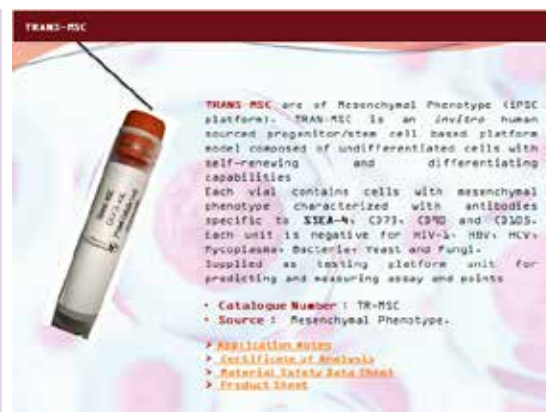 TRANS-MSC
TRANS MSC are of Mesenchymal Phenotype (iPSC
platform). TRAN-MSC is an invitro human
sourced progenitor/stem cell based platform
model composed of undifferentiated cells with
self-renewing and differentiating
capabilities
Each vial contains cells with mesenchymal
phenotype characterized with antibodies
specific to SSEA-4, CD73, CD90 and CD105.
Each unit is negative for HIV-1, HBV, HCV,
Mycoplasma, Bacteria, Yeast and Fungi.
Supplied as testing platform unit for
predicting and measuring assay end points
• Catalogue Number : TR-MSC
• Source : Mesenchymal Phenotype.
➤ Application Notes
➤ Certificate of Analysis
➤ Material Safety Data Sheet
➤ Product Sheet